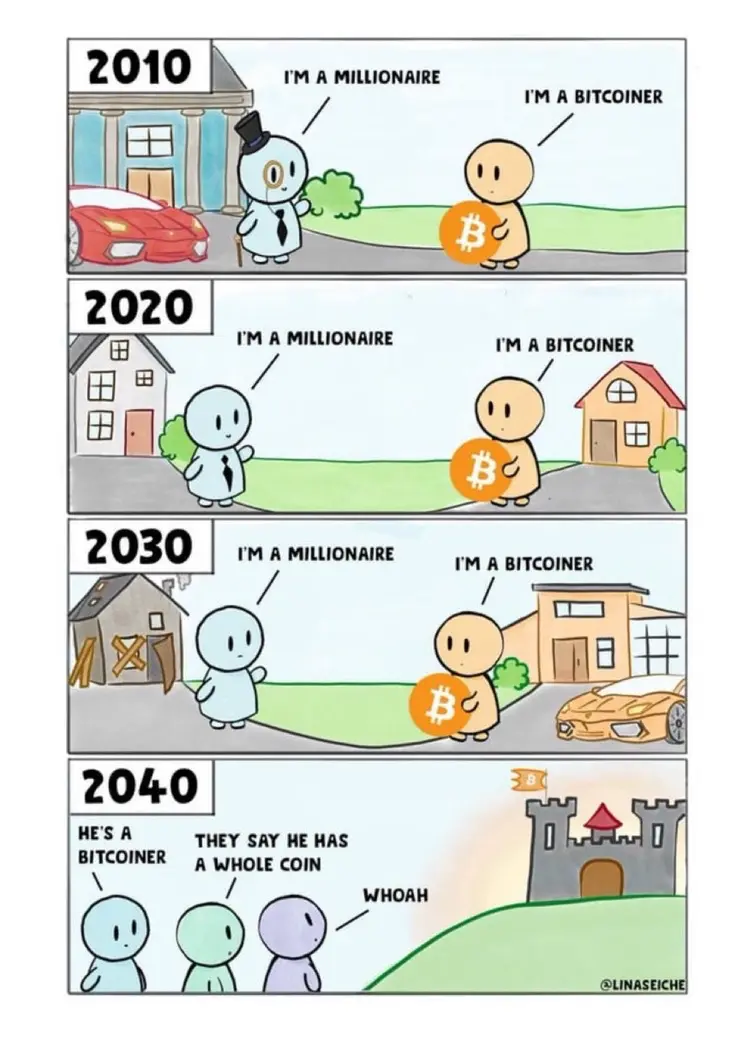 2010
I'M A MILLIONAIRE
I'M A BITCOINER
2020
I'M A MILLIONAIRE
I'M A BITCOINER
2030
I'M A MILLIONAIRE
I'M A BITCOINER
2040
HE'S A
BITCOINER
THEY SAY HE HAS
A WHOLE COIN
WHOAH
@LINASEICHE